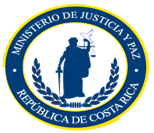 MINISTERIO DE JUSTICIA Y PAZ
REPÚBLICA DE COSTA RICA